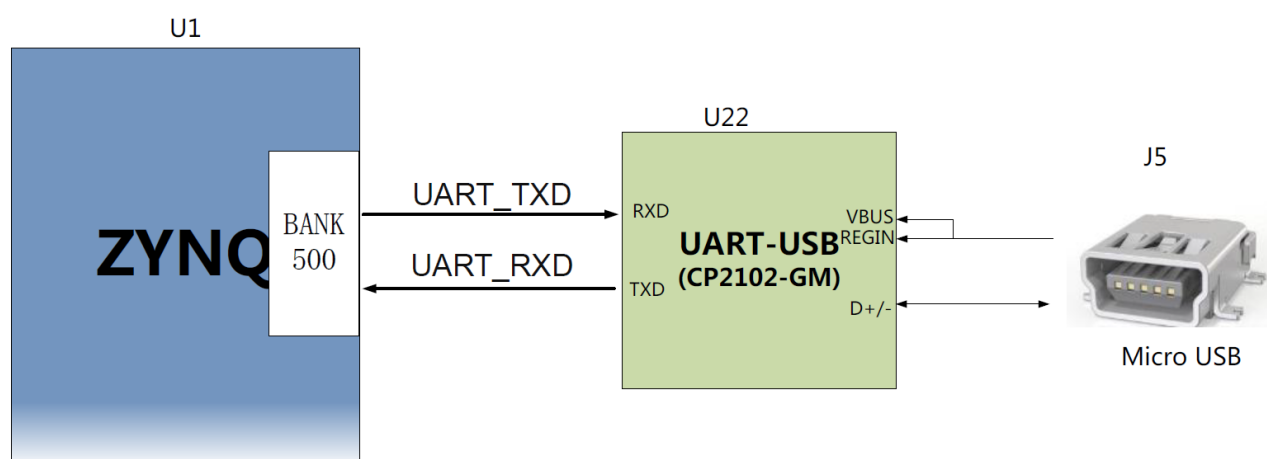 U1
ZYNQ
BANK
500
UART_TXD
UART_RXD
U22
RXD
TXD
UART-USB
(CP2102-GM)
VBUS
REGIN
D+/-
J5
Micro USB